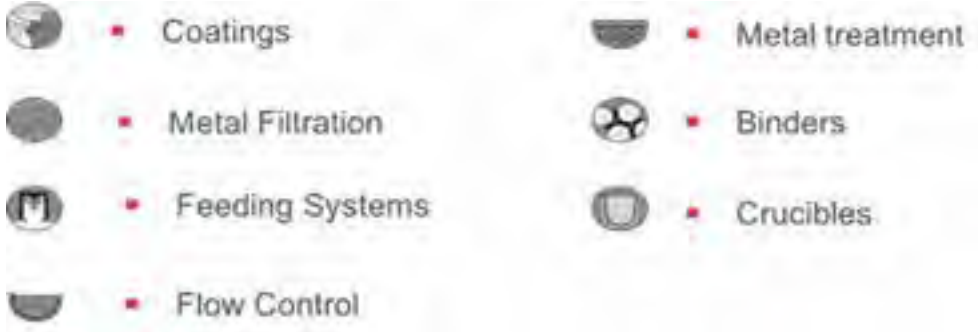 Coatings
Metal Filtration
Feeding Systems
Flow Control
Metal treatment
Binders
Crucibles